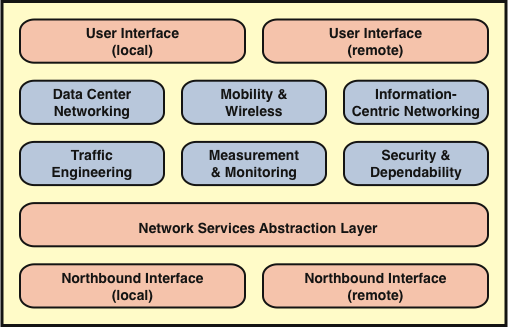 User Interface
(local)
User Interface
(remote)
Data Center
Networking
Mobility &
Wireless
Information-
Centric Networking
Traffic
Engineering
Measurement
& Monitoring
Security &
Dependability
Network Services Abstraction Layer
Northbound Interface
(local)
Northbound Interface
(remote)